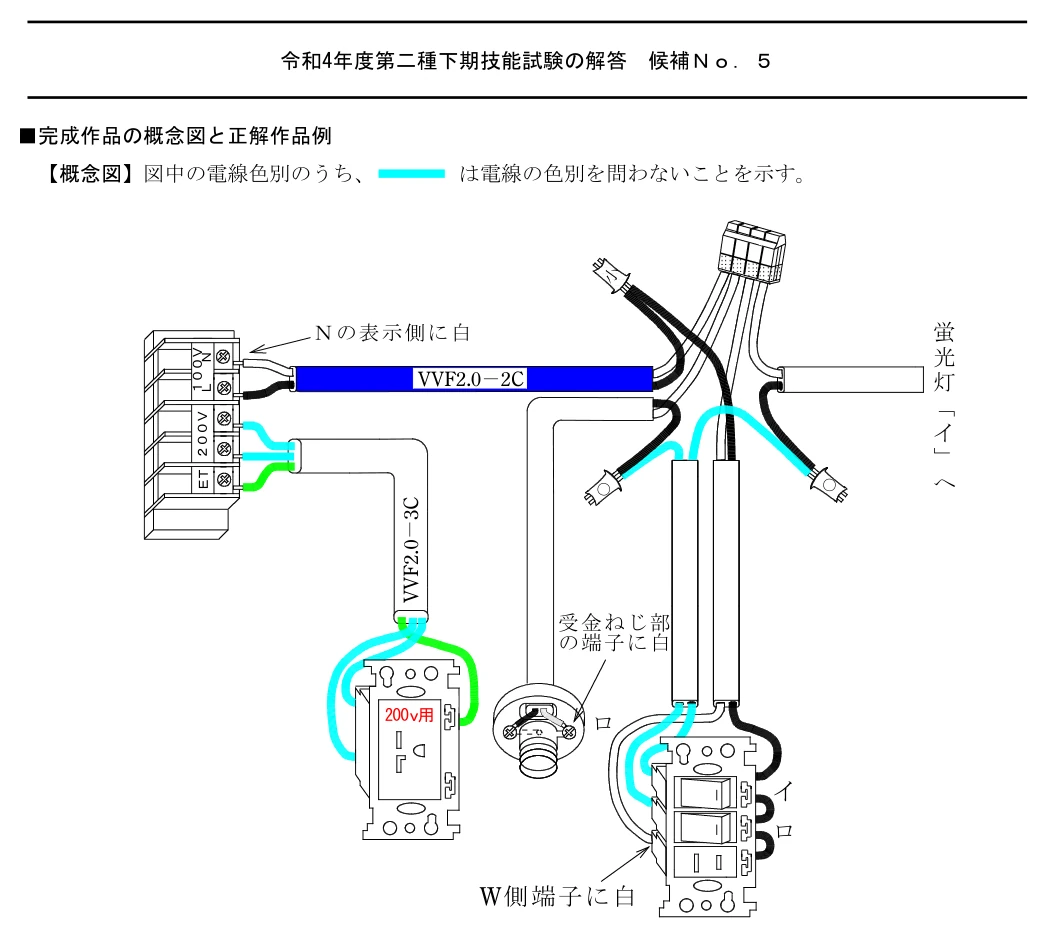 令和4年度第二種下期技能試験の解答　候補Ｎｏ．５
■完成作品の概念図と正解作品例
【概念図】図中の電線色別のうち、 は電線の色別を問わないことを示す。
Nの表示側に白
100V
N
L
200V
ET
VVF2.0－2C
蛍光灯「イ」へ
VVF2.0－3C
受金ねじ部
の端子に白
200v用
ロ
イ
ロ
W側端子に白